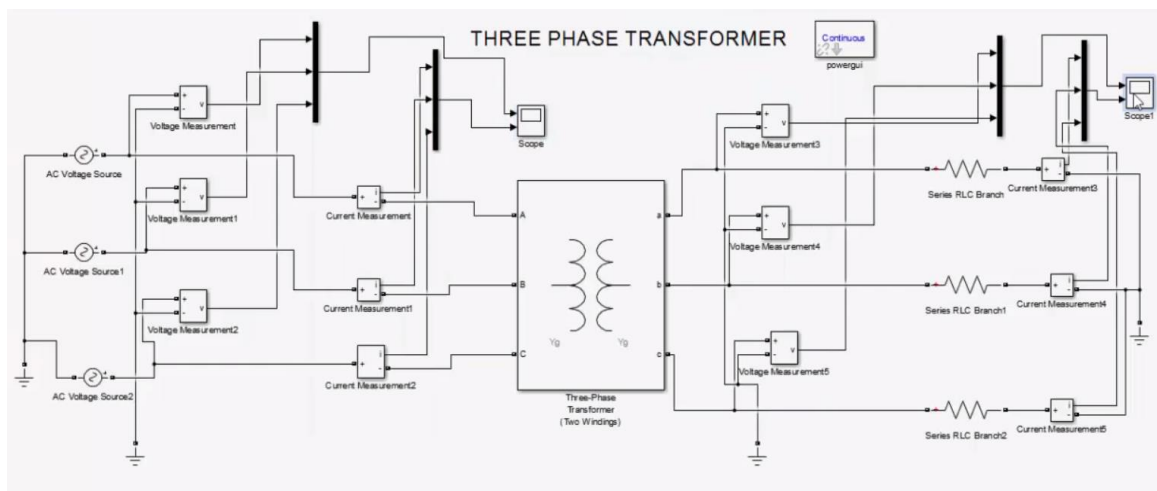 THREE PHASE TRANSFORMER
Continuous
powergui
Voltage Measurement
Scope
Scope1
Voltage Measurement3
AC Voltage Source
Series RLC Branch
Current Measurement3
Voltage Measurement1
Current Measurement
Voltage Measurement4
AC Voltage Source1
Current Measurement1
Series RLC Branch1
Current Measurement4
Voltage Measurement2
Voltage Measurement5
Current Measurement2
AC Voltage Source2
Three-Phase
Transformer
(Two Windings)
Series RLC Branch2
Current Measurement5
A
B
C
a
b
c
Yg
Yg
v
v
v
v
v
v
i
i
i
i
i
i